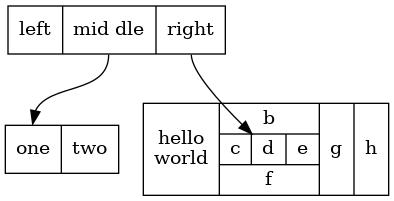 left mid dle right
one two
hello
world
b
c d e
f
g
h